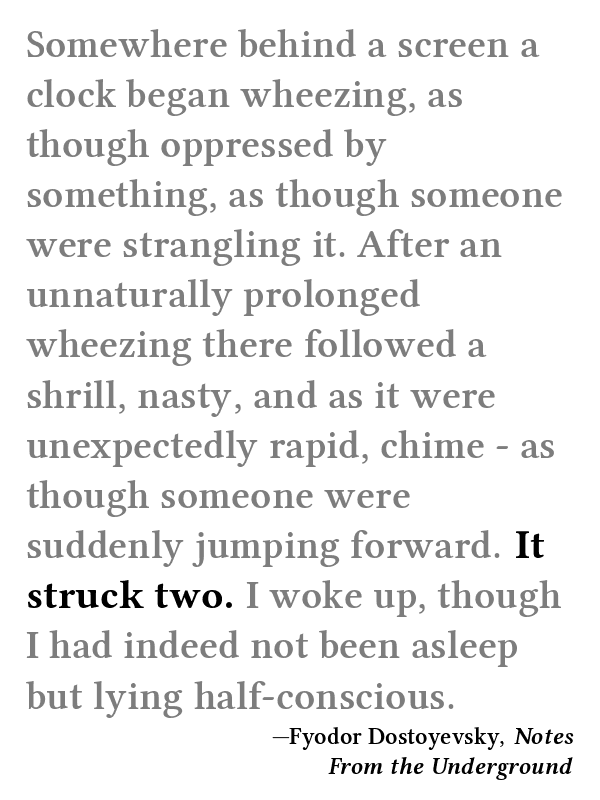 Somewhere behind a screen a
clock began wheezing, as
though oppressed by
something, as though someone
were strangling it. After an
unnaturally prolonged
wheezing there followed a
shrill, nasty, and as it were
unexpectedly rapid, chime - as
though someone were
suddenly jumping forward. It
struck two. I woke up, though
I had indeed not been asleep
but lying half-conscious.
—Fyodor Dostoyevsky, Notes
From the Underground